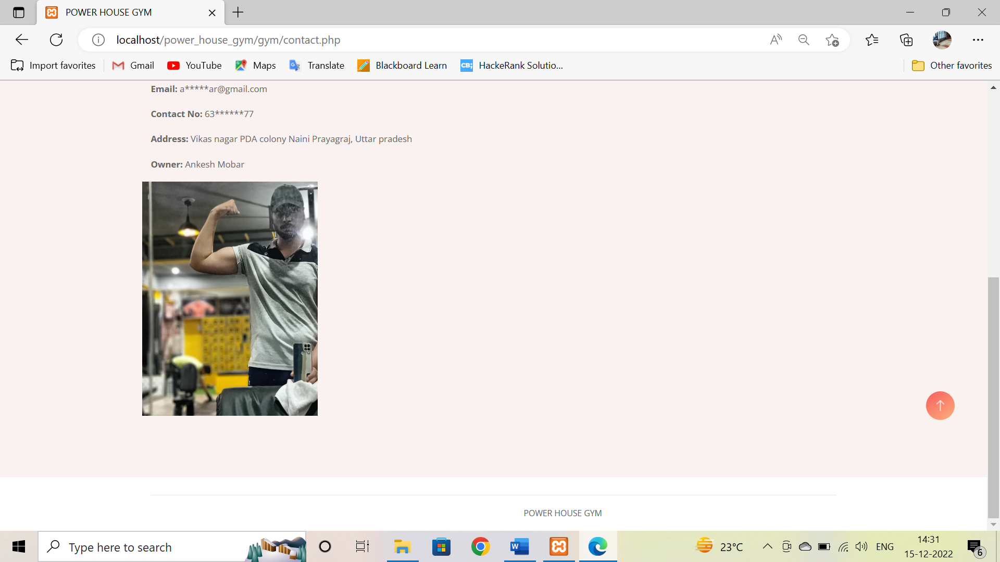 POWER HOUSE GYM
localhost/power_house_gym/gym/contact.php
Import favorites Gmail YouTube Maps Translate Blackboard Learn HackeRank Solutio... Other favorites
Email: a*****ar@gmail.com
Contact No: 63******77
Address: Vikas nagar PDA colony Naini Prayagraj, Uttar pradesh
Owner: Ankesh Mobar
POWER HOUSE GYM
Type here to search
23°C
ENG
14:31
15-12-2022
6